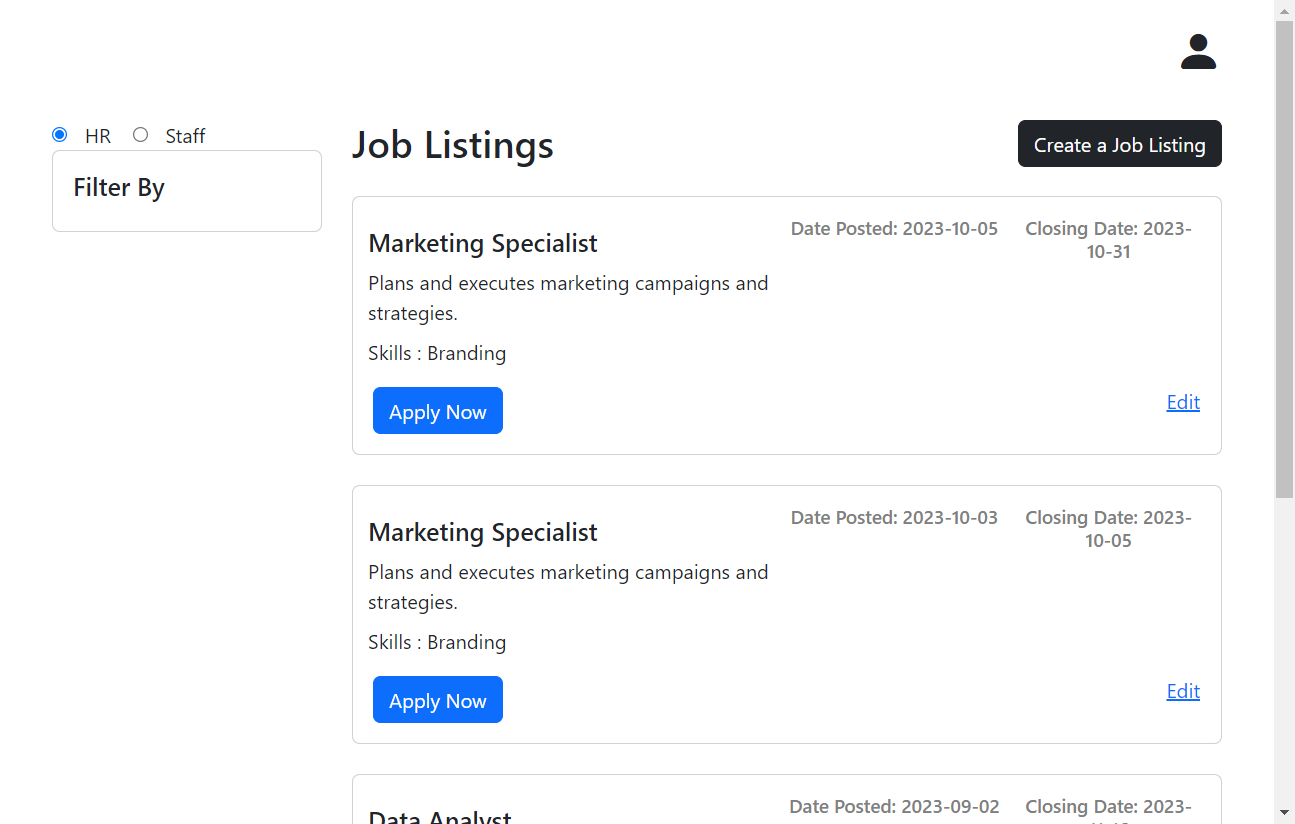 HR Staff
Filter By
Job Listings
Create a Job Listing
Marketing Specialist
Plans and executes marketing campaigns and
strategies.
Skills : Branding
Date Posted: 2023-10-05
Closing Date: 2023-
10-31
Apply Now
Edit
Marketing Specialist
Plans and executes marketing campaigns and
strategies.
Skills : Branding
Date Posted: 2023-10-03
Closing Date: 2023-
10-05
Apply Now
Edit
Data Analyst
Date Posted: 2023-09-02
Closing Date: 2023-